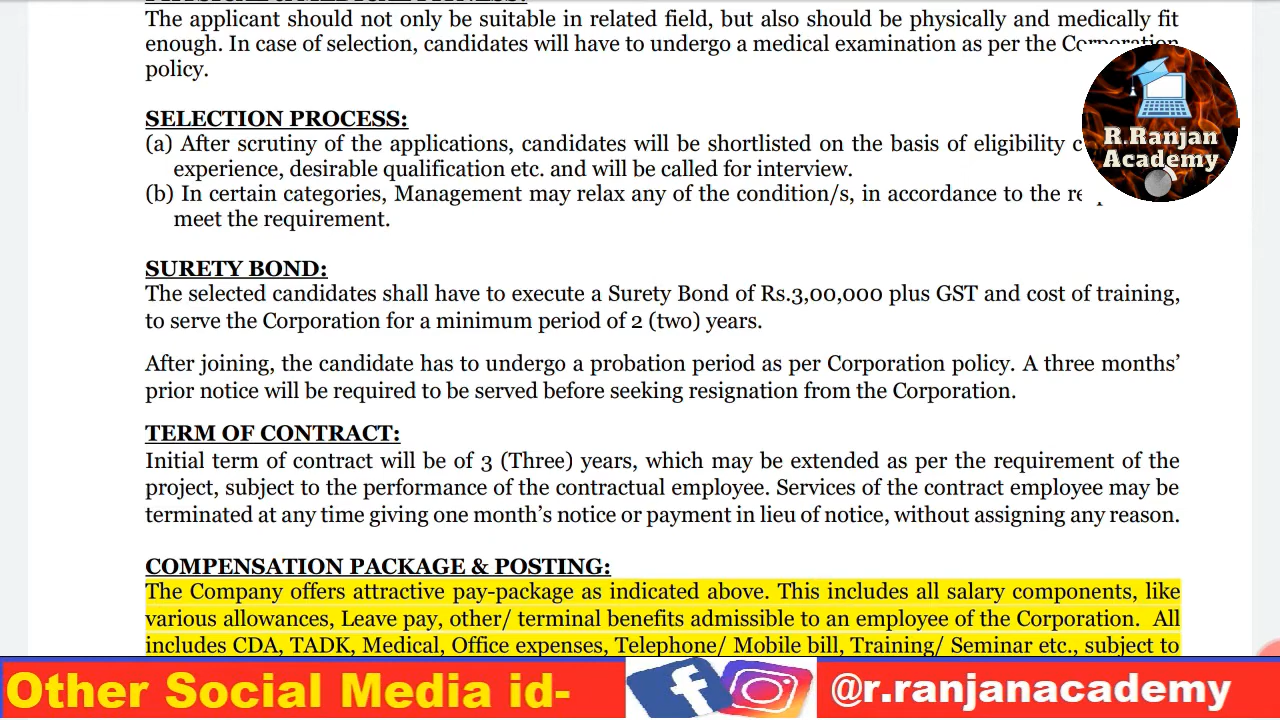 The applicant should not only be suitable in related field, but also should be physically and medically fit
enough. In case of selection, candidates will have to undergo a medical examination as per the Corporation
policy.
SELECTION PROCESS:
(a) After scrutiny of the applications, candidates will be shortlisted on the basis of eligibility
experience, desirable qualification etc. and will be called for interview.
(b) In certain categories, Management may relax any of the condition/s, in accordance to the
meet the requirement.
R.Ranjan
Academy
SURETY BOND:
The selected candidates shall have to execute a Surety Bond of Rs.3,00,000 plus GST and cost of training,
to serve the Corporation for a minimum period of 2 (two) years.
After joining, the candidate has to undergo a probation period as per Corporation policy. A three months’
prior notice will be required to be served before seeking resignation from the Corporation.
TERM OF CONTRACT:
Initial term of contract will be of 3 (Three) years, which may be extended as per the requirement of the
project, subject to the performance of the contractual employee. Services of the contract employee may be
terminated at any time giving one month’s notice or payment in lieu of notice, without assigning any reason.
COMPENSATION PACKAGE & POSTING:
The Company offers attractive pay-package as indicated above. This includes all salary components, like
various allowances, Leave pay, other/ terminal benefits admissible to an employee of the Corporation. All
includes CDA, TADK, Medical, Office expenses, Telephone/ Mobile bill, Training/ Seminar etc., subject to
Other Social Media id- @r.ranjanacademy